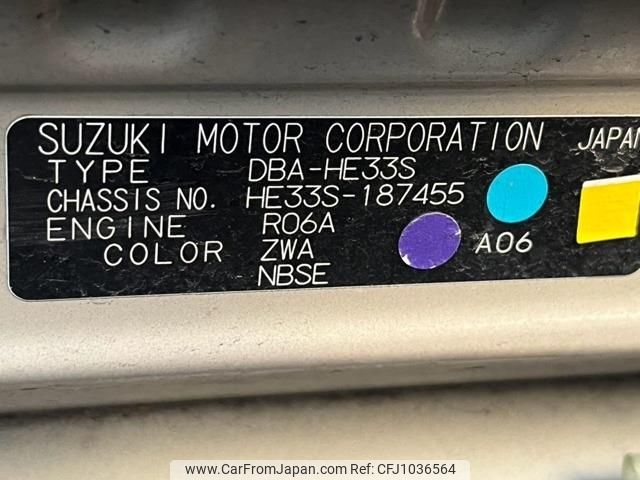 SUZUKI MOTOR CORPORATION JAPAN
TYPE DBA-HE33S
CHASSIS NO. HE33S-187455
ENGINE R06A
COLOR ZWA A06
NBSE
www.CarFromJapan.com | CFJ1036564